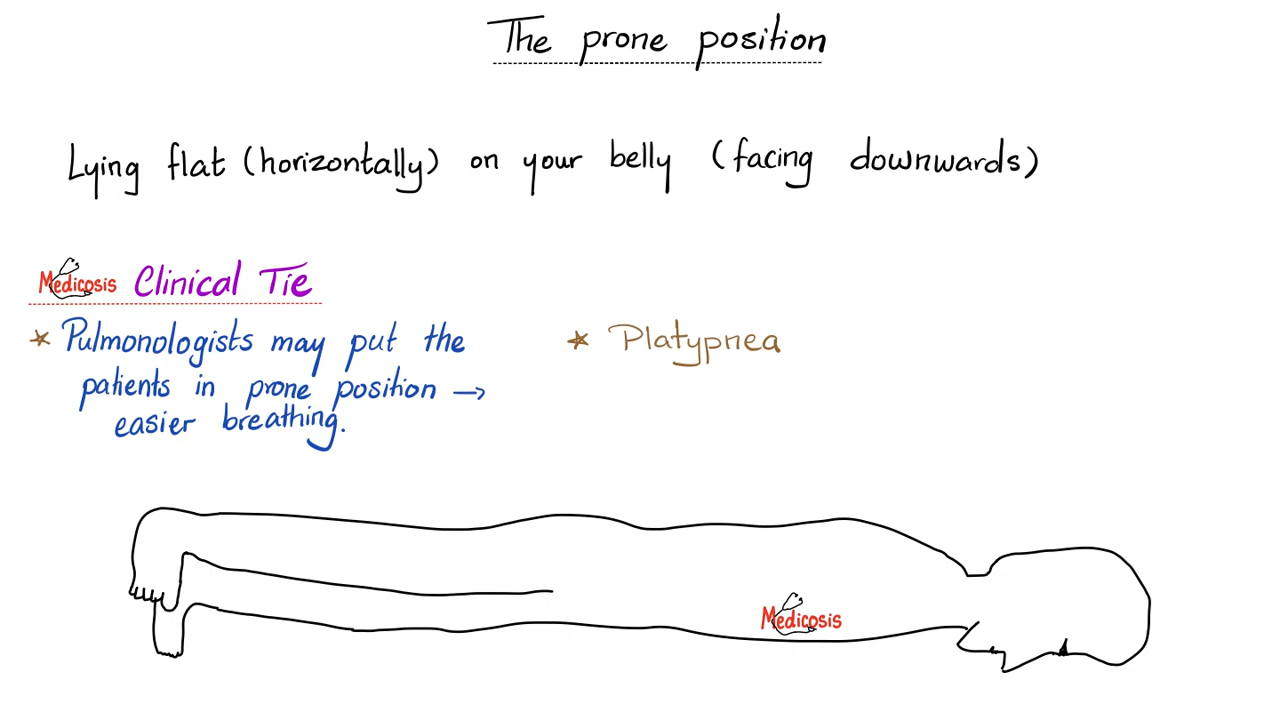 The prone position
Lying flat (horizontally) on your belly (facing downwards)
Medicosis Clinical Tie
* Pulmonologists may put the
patients in prone position →
easier breathing.
* Platypnea
Medicosis